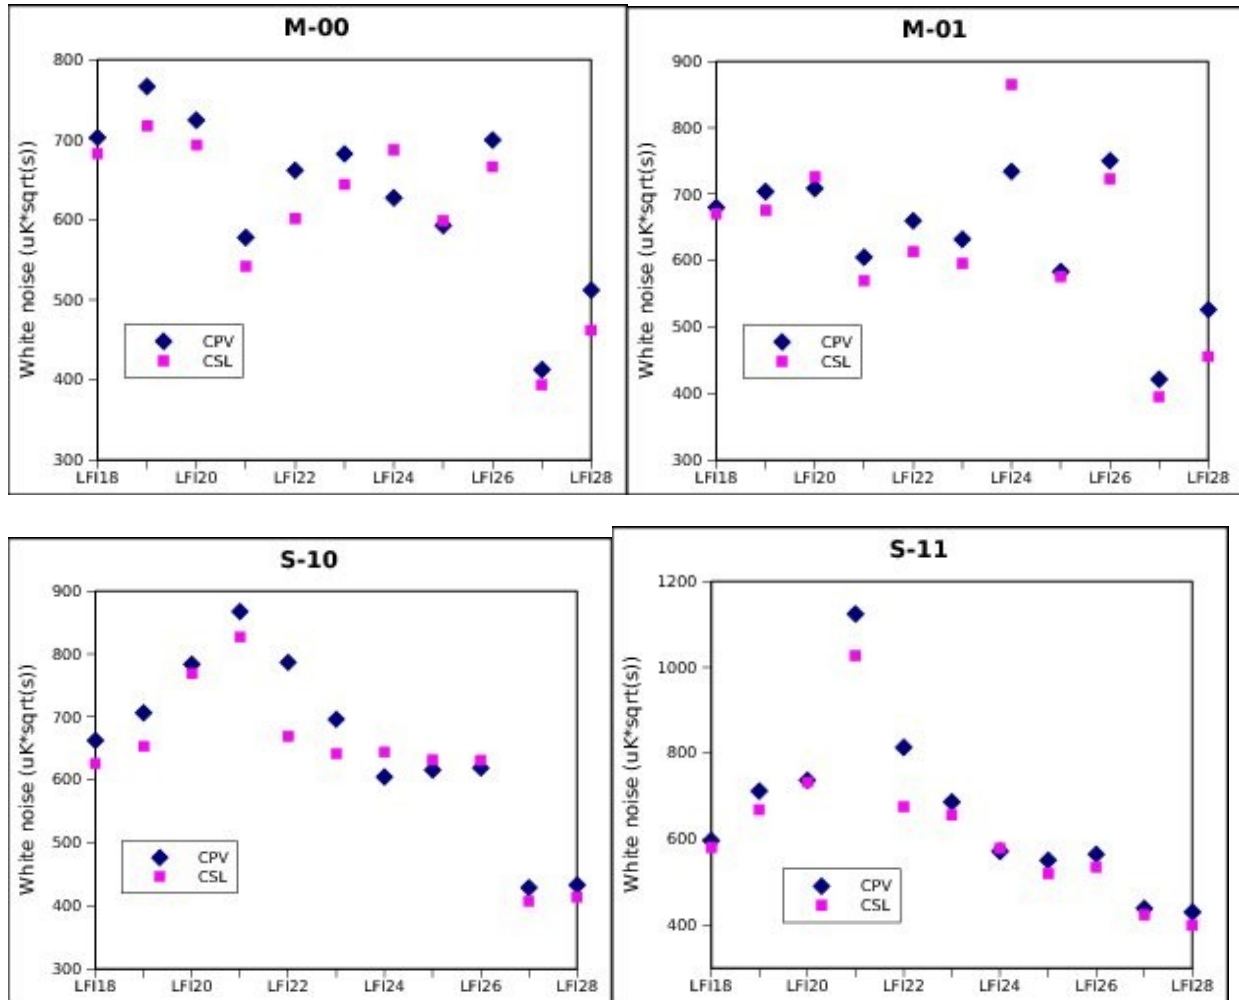 M-00
White noise (uK*sqrt(s))
800
700
600
500
400
300
CPV
CSL
LFI18 LFI20 LFI22 LFI24 LFI26 LFI28
M-01
White noise (uK*sqrt(s))
900
800
700
600
500
400
300
CPV
CSL
LFI18 LFI20 LFI22 LFI24 LFI26 LFI28
S-10
White noise (uK*sqrt(s))
900
800
700
600
500
400
300
CPV
CSL
LFI18 LFI20 LFI22 LFI24 LFI26 LFI28
S-11
White noise (uK*sqrt(s))
1200
1000
800
600
400
CPV
CSL
LFI18 LFI20 LFI22 LFI24 LFI26 LFI28